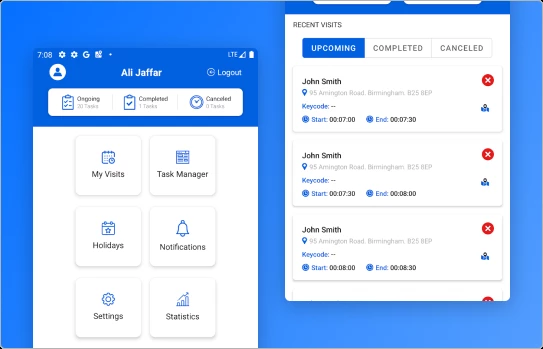 7:08
LTE
Ali Jaffar
Logout
Ongoing
20 Tasks
Completed
1 Tasks
Canceled
0 Tasks
My Visits
Task Manager
Holidays
Notifications
Settings
Statistics
RECENT VISITS
UPCOMING
COMPLETED
CANCELED
John Smith
95 Amington Road. Birmingham. B25 8EP
Keycode: --
Start: 00:07:00
End: 00:07:30
John Smith
95 Amington Road. Birmingham. B25 8EP
Keycode: --
Start: 00:07:30
End: 00:08:00
John Smith
95 Amington Road. Birmingham. B25 8EP
Keycode: --
Start: 00:08:00
End: 00:08:30